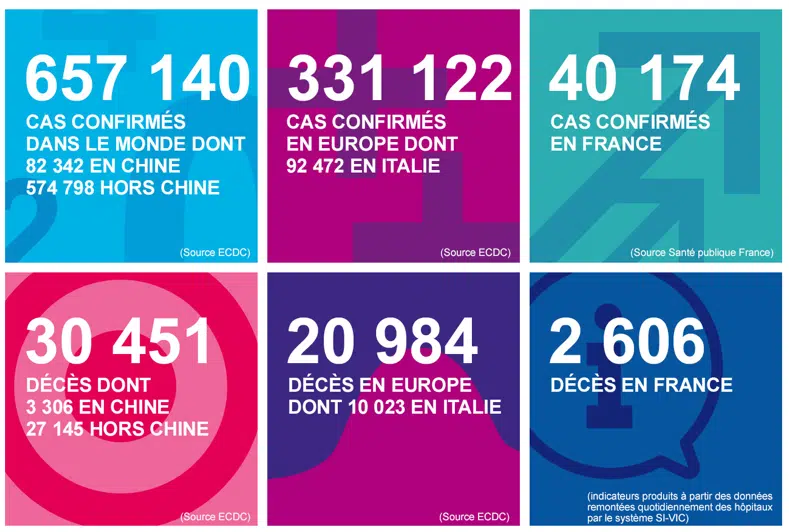 657 140
CAS CONFIRMÉS
DANS LE MONDE DONT
82 342 EN CHINE
574 798 HORS CHINE
(Source ECDC)
331 122
CAS CONFIRMÉS
EN EUROPE DONT
92 472 EN ITALIE
(Source ECDC)
40 174
CAS CONFIRMÉS
EN FRANCE
(Source Santé publique France)
30 451
DÉCÈS DONT
3 306 EN CHINE
27 145 HORS CHINE
(Source ECDC)
20 984
DÉCÈS EN EUROPE
DONT 10 023 EN ITALIE
(Source ECDC)
2 606
DÉCÈS EN FRANCE
(indicateurs produits à partir des données
remontées quotidiennement des hôpitaux
par le système SI-VIC)